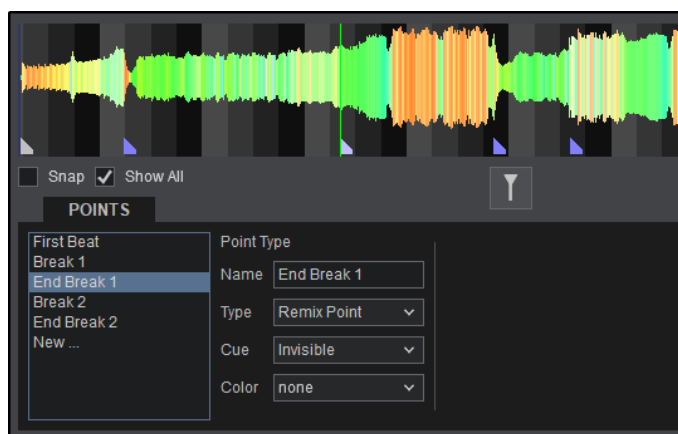 Snap Show All
POINTS
First Beat
Break 1
End Break 1
Break 2
End Break 2
New ...
Point Type
Name End Break 1
Type Remix Point
Cue Invisible
Color none